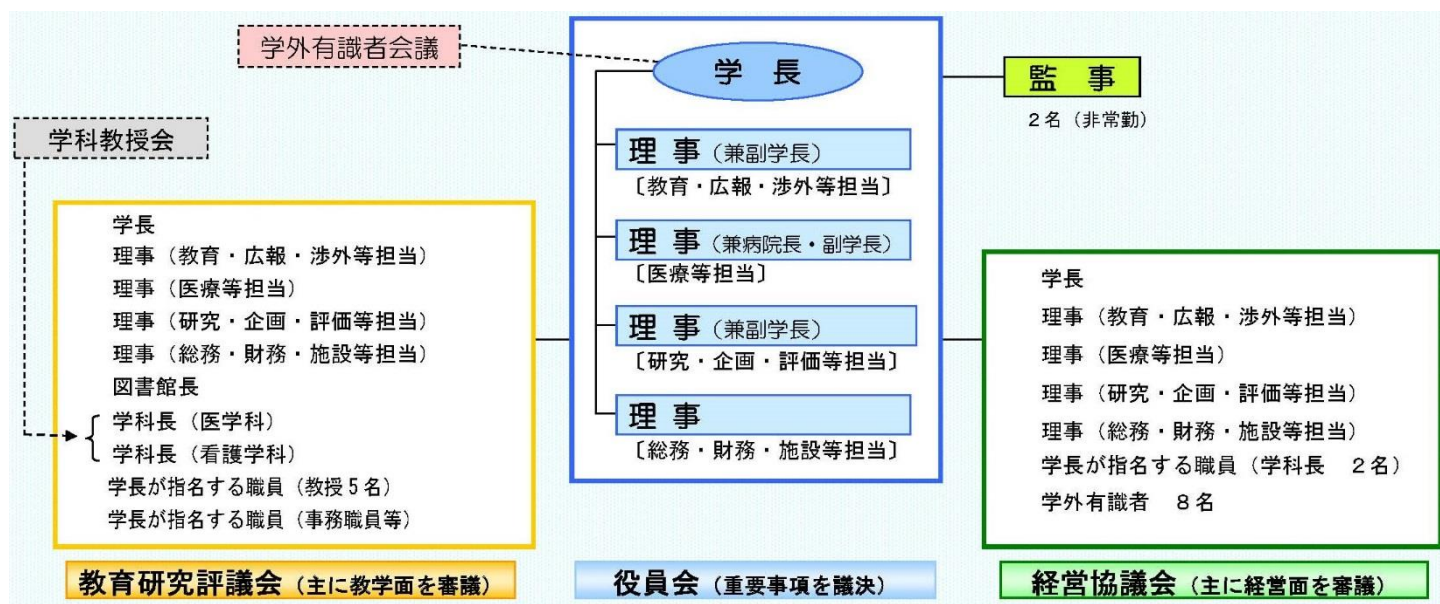 学外有識者会議
学科教授会
学長
理事（教育・広報・渉外等担当）
理事（医療等担当）
理事（研究・企画・評価等担当）
理事（総務・財務・施設等担当）
図書館長
学科長（医学科）
学科長（看護学科）
学長が指名する職員（教授５名）
学長が指名する職員（事務職員等）
教育研究評議会（主に教学面を審議）
学 長
理 事（兼副学長）
〔教育・広報・渉外等担当〕
理 事（兼病院長・副学長）
〔医療等担当〕
理 事（兼副学長）
〔研究・企画・評価等担当〕
理 事
〔総務・財務・施設等担当〕
役員会（重要事項を議決）
監 事
２名（非常勤）
学長
理事（教育・広報・渉外等担当）
理事（医療等担当）
理事（研究・企画・評価等担当）
理事（総務・財務・施設等担当）
学長が指名する職員（学科長 ２名）
学外有識者 ８名
経営協議会（主に経営面を審議）